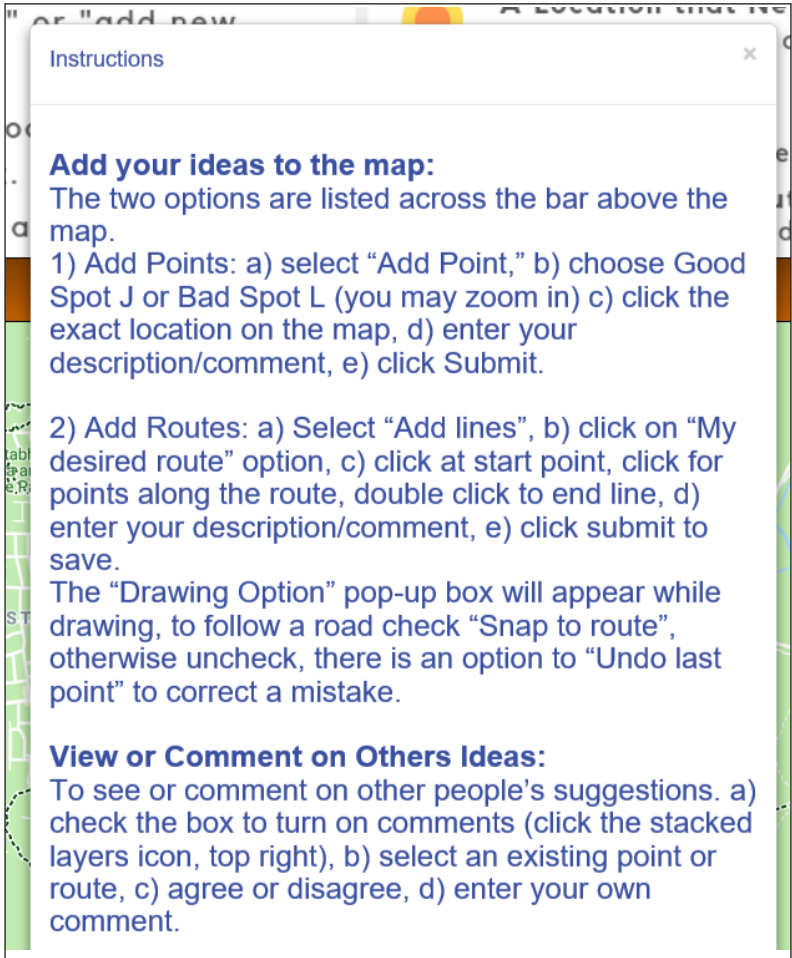 " or "add new
A Location that Ne
Instructions
×
Add your ideas to the map:
The two options are listed across the bar above the
map.
1) Add Points: a) select “Add Point,” b) choose Good
Spot J or Bad Spot L (you may zoom in) c) click the
exact location on the map, d) enter your
description/comment, e) click Submit.
2) Add Routes: a) Select “Add lines”, b) click on “My
desired route” option, c) click at start point, click for
points along the route, double click to end line, d)
enter your description/comment, e) click submit to
save.
The “Drawing Option” pop-up box will appear while
drawing, to follow a road check “Snap to route”,
otherwise uncheck, there is an option to “Undo last
point” to correct a mistake.
View or Comment on Others Ideas:
To see or comment on other people’s suggestions. a)
check the box to turn on comments (click the stacked
layers icon, top right), b) select an existing point or
route, c) agree or disagree, d) enter your own
comment.